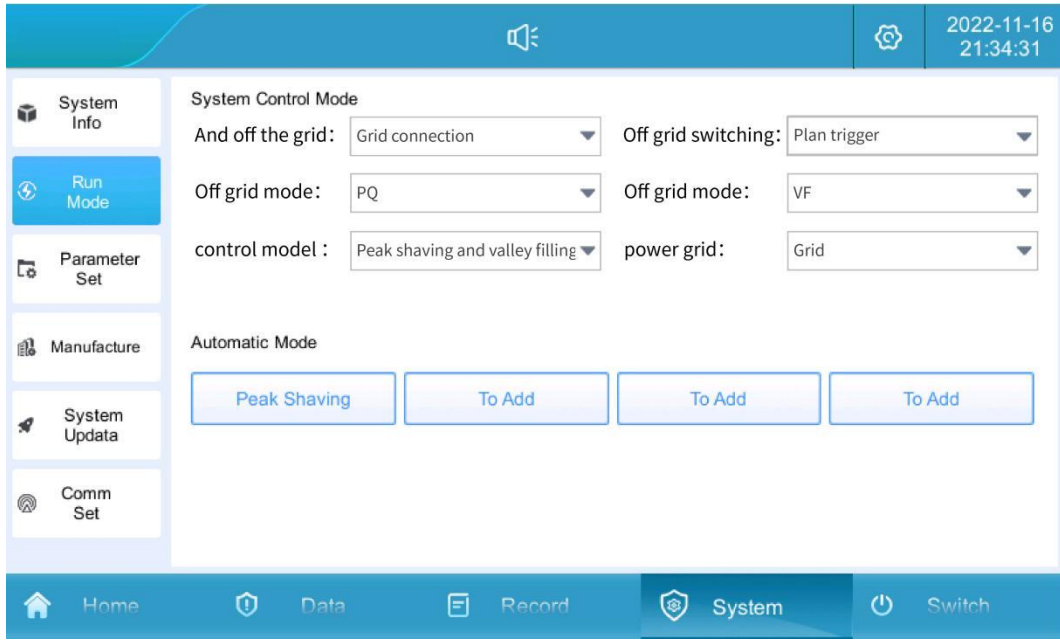 2022-11-16
21:34:31
System
Info
Run
Mode
Parameter
Set
Manufacture
System
Updata
Comm
Set
System Control Mode
And off the grid: Grid connection
Off grid switching: Plan trigger
Off grid mode: PQ
Off grid mode: VF
control model : Peak shaving and valley filling
power grid: Grid
Automatic Mode
Peak Shaving
To Add
To Add
To Add
Home
Data
Record
System
Switch